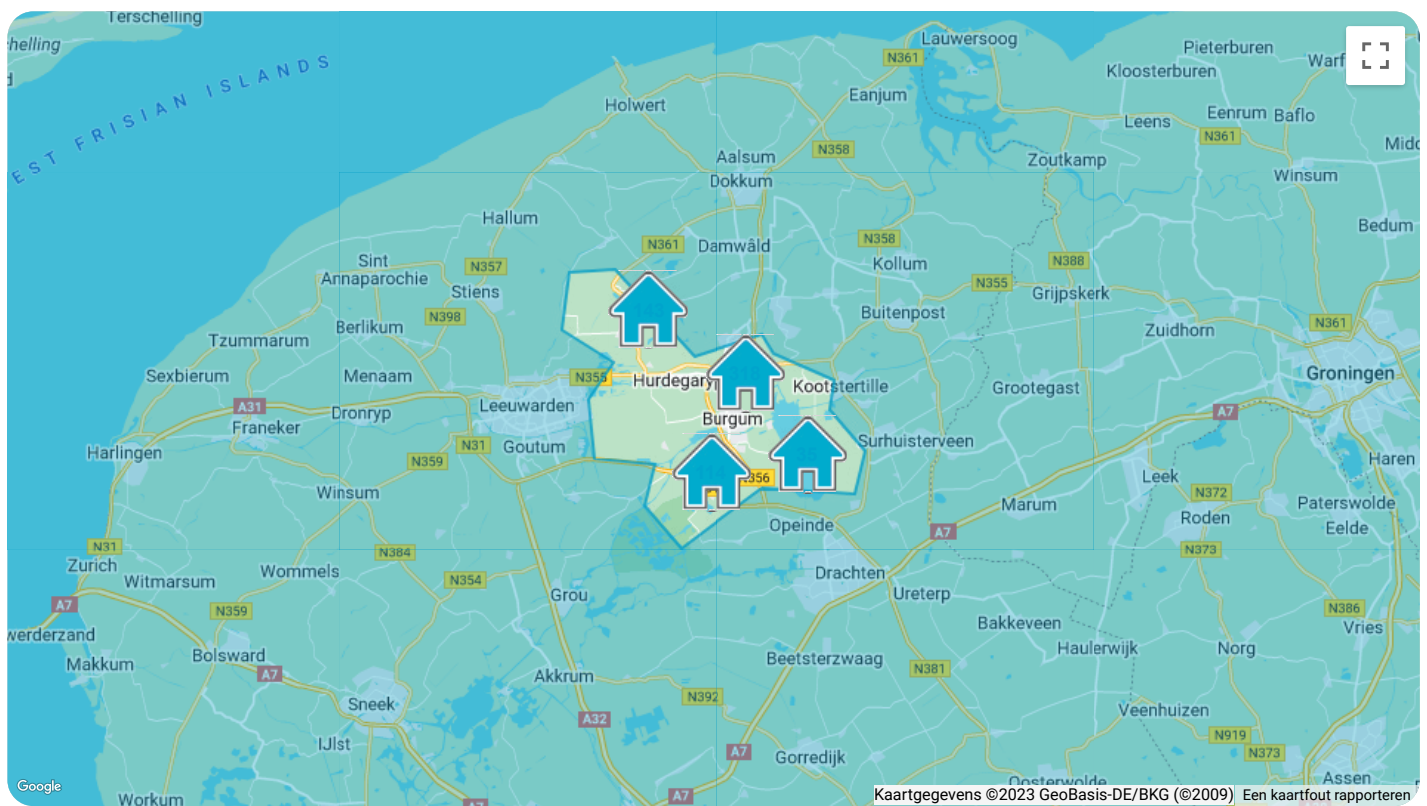 Terschelling
helling
EST FRISIAN ISLANDS
Lauwersoog
Pieterburen
Warf
N361
Kloosterburen
Holwert
Eanjum
Leens
Eenrum
Baflo
N361
Midd
N358
Aalsum
Dokkum
Zoutkamp
Winsum
Hallum
Bedum
N361
Damwâld
N358
Sint
Annaparochie
N357
Kollum
N388
Stiens
N355
Grijpskerk
N398
Berlikum
Buitenpost
N361
Zuidhorn
Tzummarum
Sexbierum
Menaam
N355
Hurdegaryp
Kootstertille
Grootegast
Groningen
A31
Leeuwarden
Dronryp
Franeker
Burgum
A7
Harlingen
N31
Goutum
Surhuisterveen
N359
Haren
Winsum
N356
Leek
N372
Marum
Paterswolde
Eelde
Roden
Opeinde
A7
N31
N384
N373
Zurich
Witmarsum
Wommels
N354
Drachten
Grou
Ureterp
A7
N359
N386
Bakkeveen
Vries
werderzand
Makkum
Bolsward
A7
Beetsterzwaag
N381
Haulerwijk
Norg
Akkrum
N392
Sneek
A32
Veenhuizen
IJlst
A7
N919
N373
Gorredijk
Assen
Oosterwolde
Workum
A7
A7
Google
Kaartgegevens ©2023 GeoBasis-DE/BKG (©2009)
Een kaartfout rapporteren